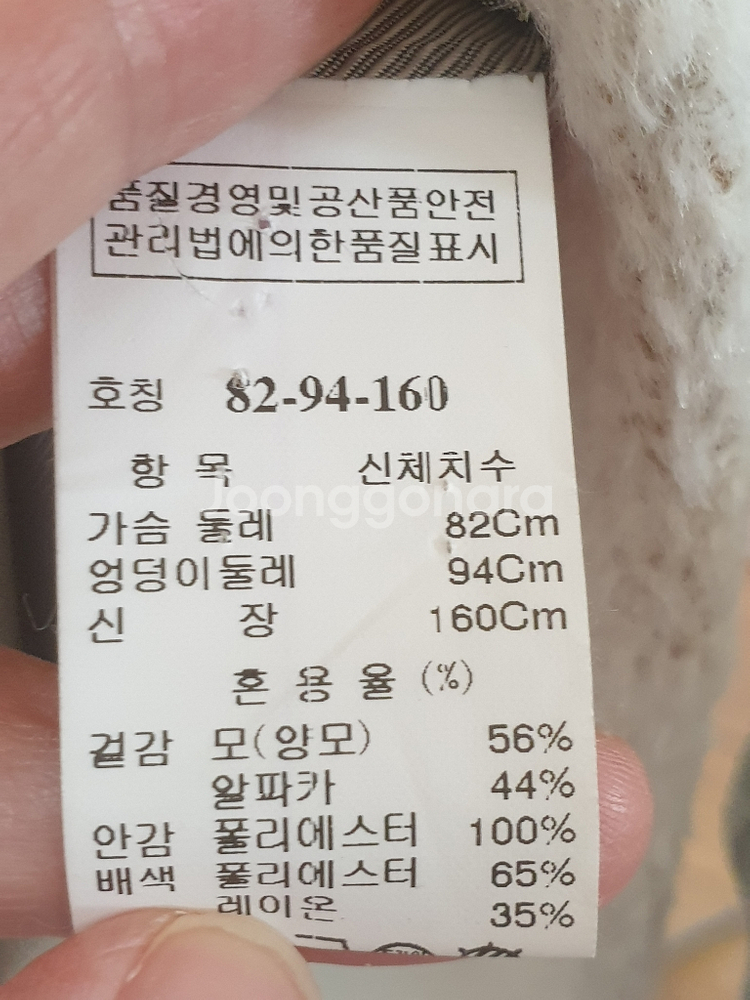 품질경영및공산품안전
관리법에의한품질표시
호칭 82-94-160
항 목 신체치수
Joonggonara
가슴 둘레 82Cm
엉덩이둘레 94Cm
신 장 160Cm
혼 용 율 (%)
겉감 모(양모) 56%
알파카 44%
안감 폴리에스터 100%
배색 폴리에스터 65%
레이온 35%